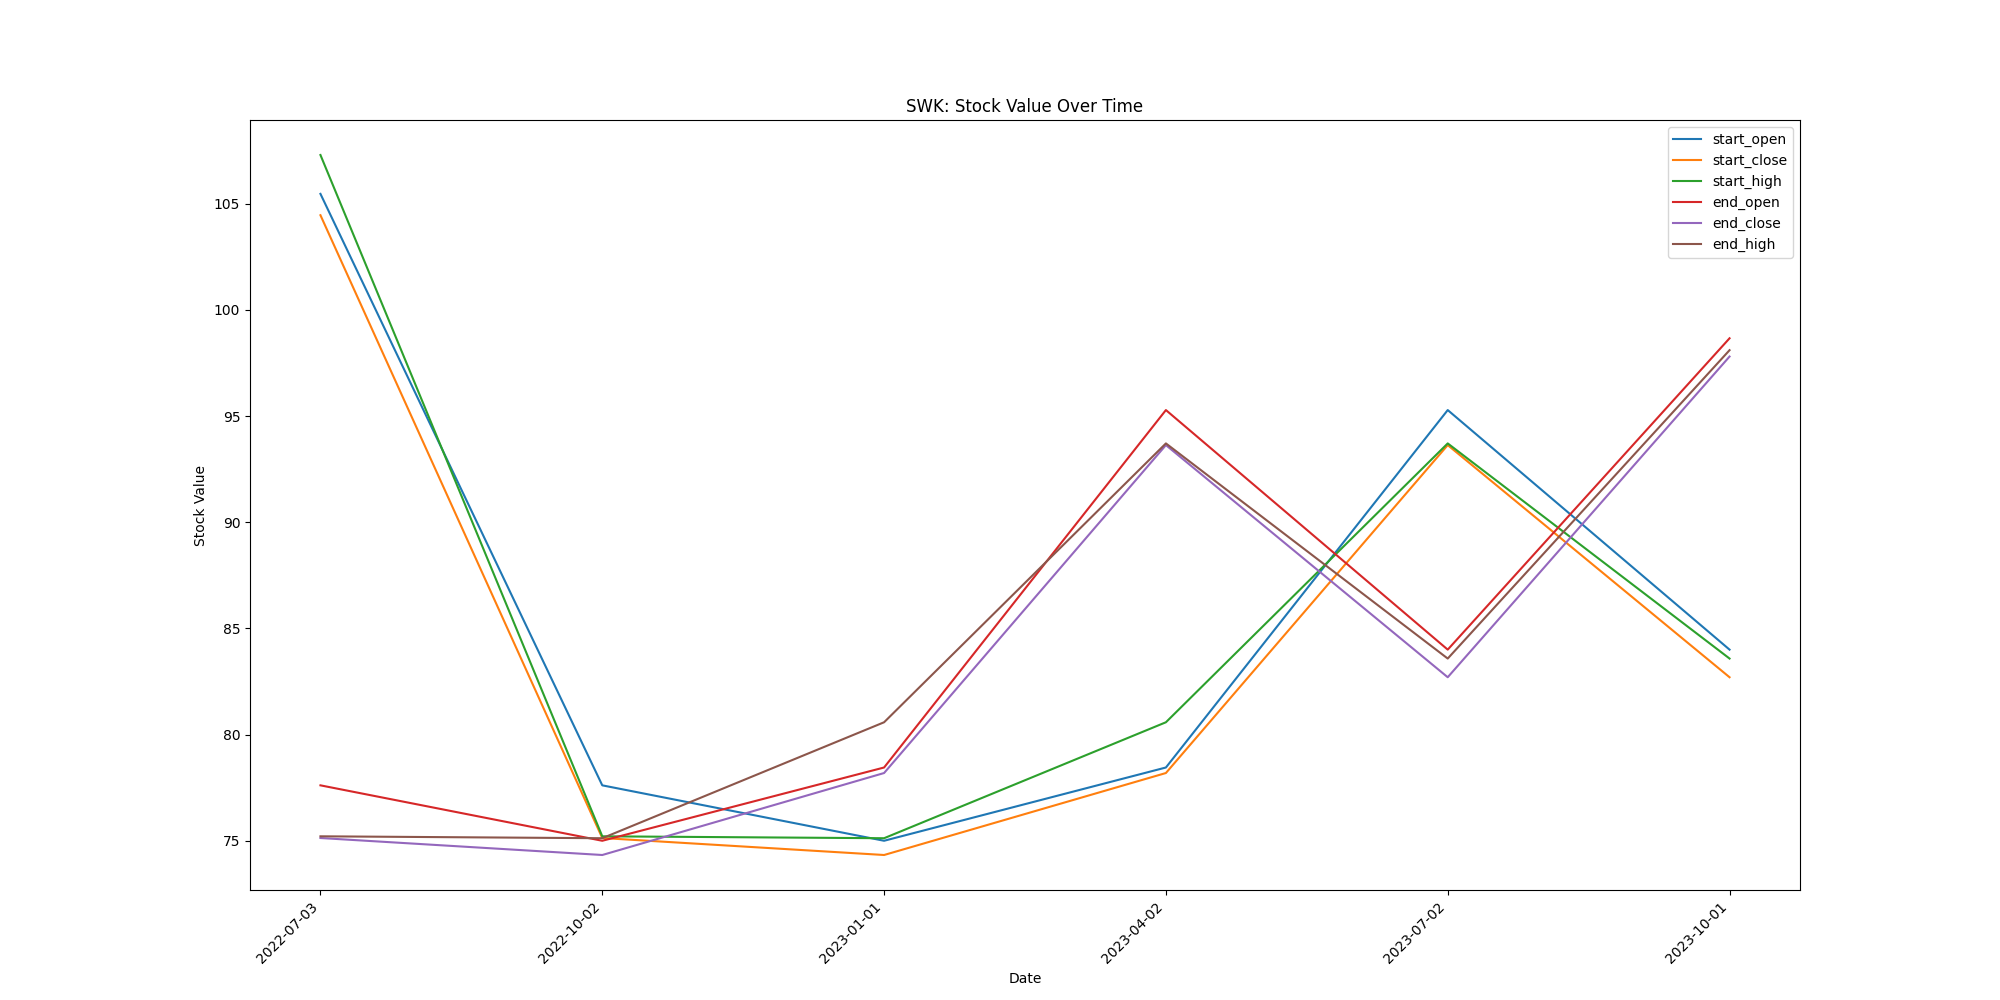 SWK: Stock Value Over Time
start_open
start_close
start_high
end_open
end_close
end_high
Stock Value
105
100
95
90
85
80
75
2022-07-03
2022-10-02
2023-01-01
2023-04-02
2023-07-02
2023-10-01
Date